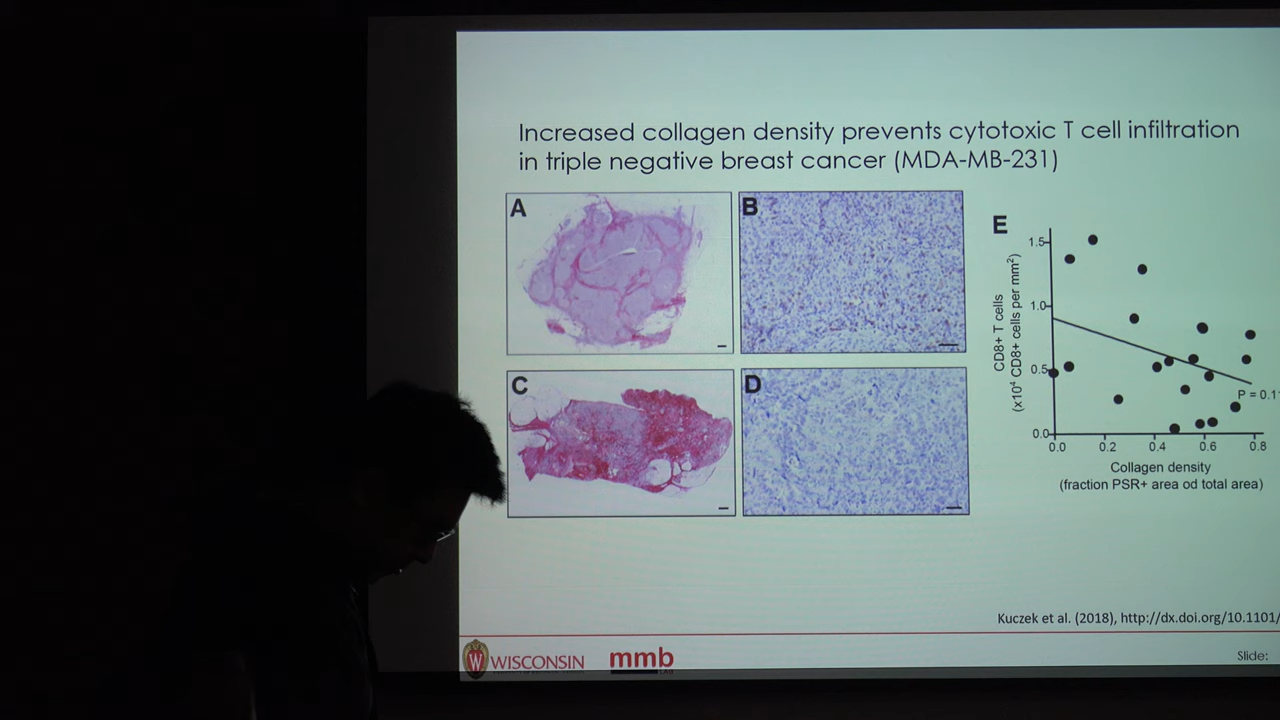 Increased collagen density prevents cytotoxic T cell infiltration
in triple negative breast cancer (MDA-MB-231)
A
B
C
D
E
CD8+ T cells
(x10⁴ CD8+ cells per mm²)
1.5
1.0
0.5
0.0
P = 0.1
0.0 0.2 0.4 0.6 0.8
Collagen density
(fraction PSR+ area od total area)
Kuczek et al. (2018), http://dx.doi.org/10.1101/
W WISCONSIN
mmb
Slide: